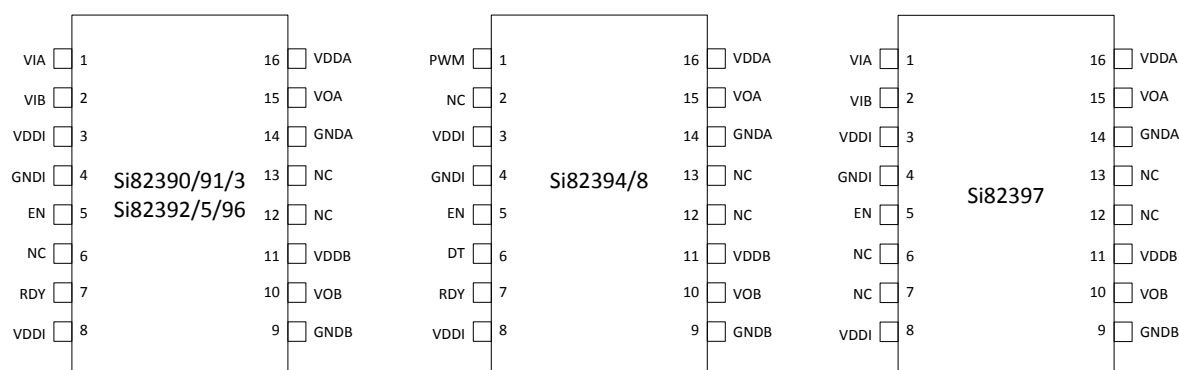 VIA 1 16 VDDA
VIB 2 15 VOA
VDDI 3 14 GNDA
GNDI 4 13 NC
EN 5 12 NC
NC 6 11 VDDB
RDY 7 10 VOB
VDDI 8 9 GNDB
Si82390/91/3
Si82392/5/96
PWM 1 16 VDDA
NC 2 15 VOA
VDDI 3 14 GNDA
GNDI 4 13 NC
EN 5 12 NC
DT 6 11 VDDB
RDY 7 10 VOB
VDDI 8 9 GNDB
Si82394/8
VIA 1 16 VDDA
VIB 2 15 VOA
VDDI 3 14 GNDA
GNDI 4 13 NC
EN 5 12 NC
NC 6 11 VDDB
NC 7 10 VOB
VDDI 8 9 GNDB
Si82397